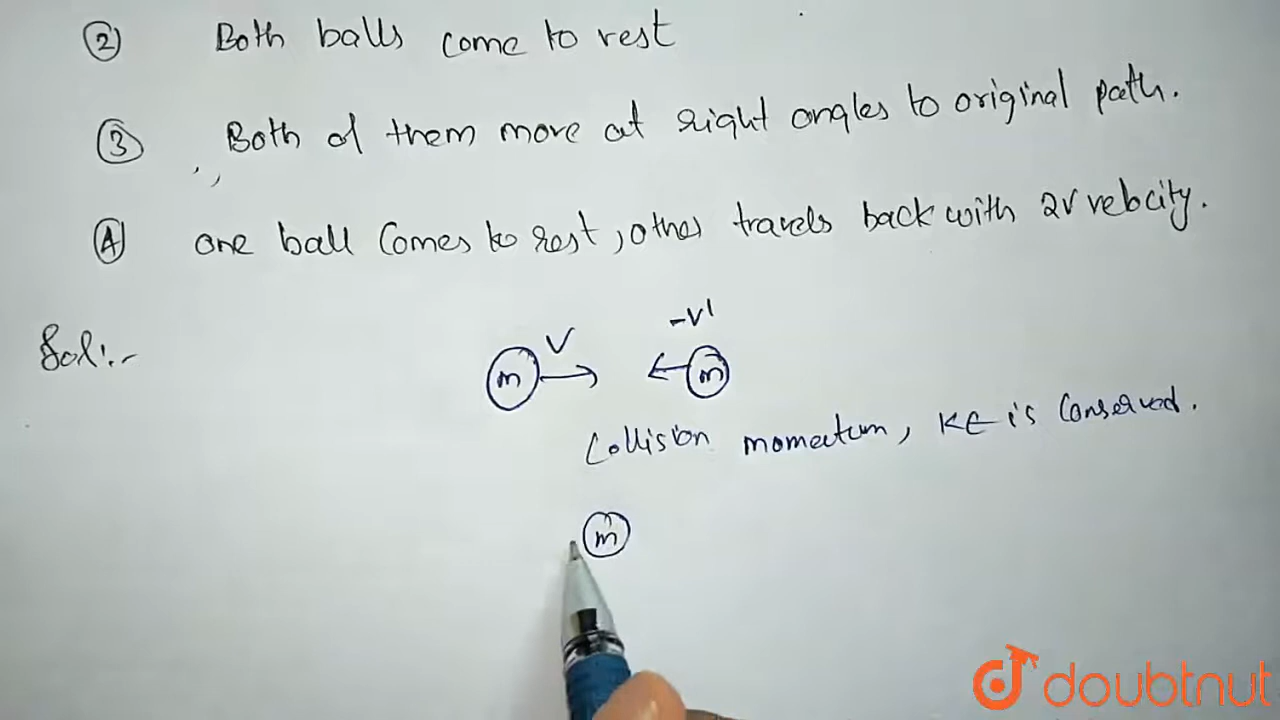 ② Both balls come to rest
③ Both of them move at right angles to original path.
④ One ball Comes to rest, other travels back with 2v velocity.
Sol:-
m V -v' m
Collision momentum, KE is Conserved.
m
doubtnut